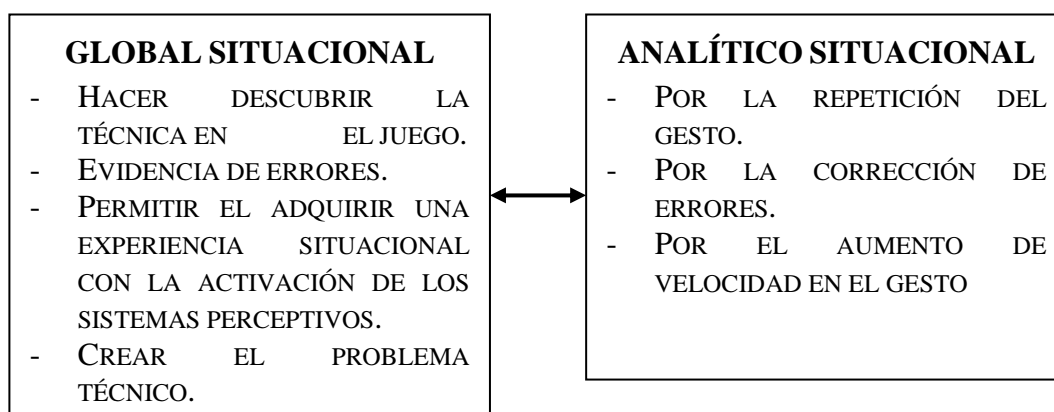 GLOBAL SITUACIONAL
- HACER DESCUBRIR LA
TÉCNICA EN EL JUEGO.
- EVIDENCIA DE ERRORES.
- PERMITIR EL ADQUIRIR UNA
EXPERIENCIA SITUACIONAL
CON LA ACTIVACIÓN DE LOS
SISTEMAS PERCEPTIVOS.
- CREAR EL PROBLEMA
TÉCNICO.
ANALÍTICO SITUACIONAL
- POR LA REPETICIÓN DEL
GESTO.
- POR LA CORRECCIÓN DE
ERRORES.
- POR EL AUMENTO DE
VELOCIDAD EN EL GESTO